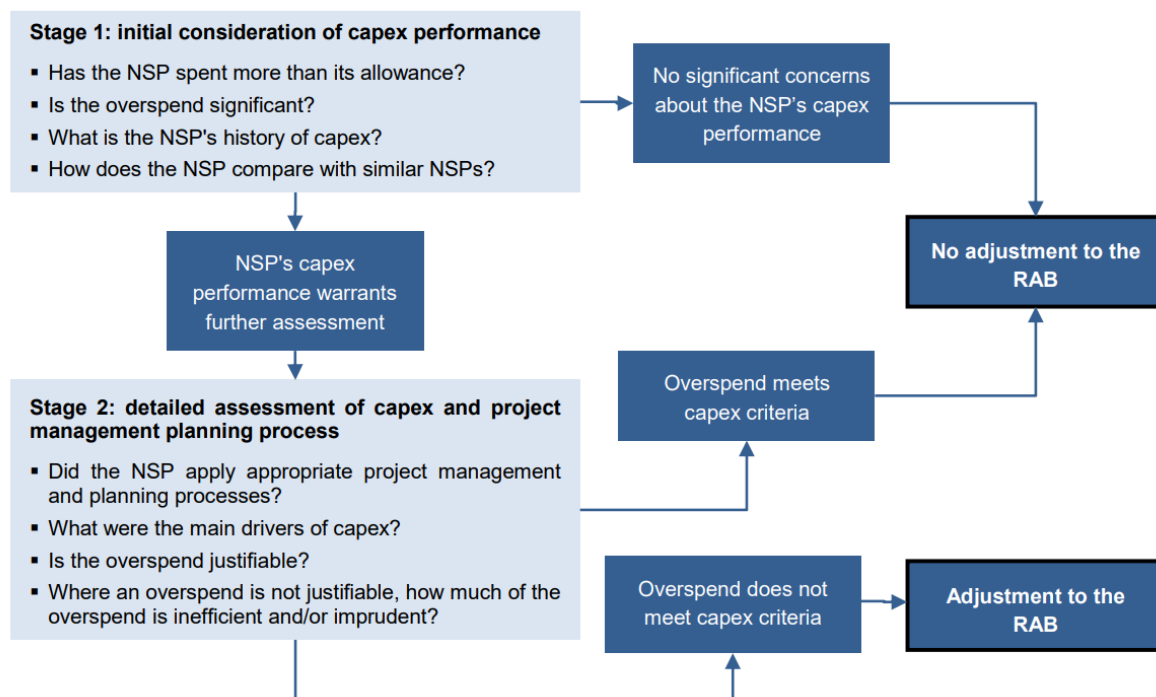 Stage 1: initial consideration of capex performance
▪ Has the NSP spent more than its allowance?
▪ Is the overspend significant?
▪ What is the NSP's history of capex?
▪ How does the NSP compare with similar NSPs?
No significant concerns
about the NSP’s capex
performance
NSP's capex
performance warrants
further assessment
No adjustment to the
RAB
Stage 2: detailed assessment of capex and project
management planning process
▪ Did the NSP apply appropriate project management
and planning processes?
▪ What were the main drivers of capex?
▪ Is the overspend justifiable?
▪ Where an overspend is not justifiable, how much of the
overspend is inefficient and/or imprudent?
Overspend meets
capex criteria
Overspend does not
meet capex criteria
Adjustment to the
RAB